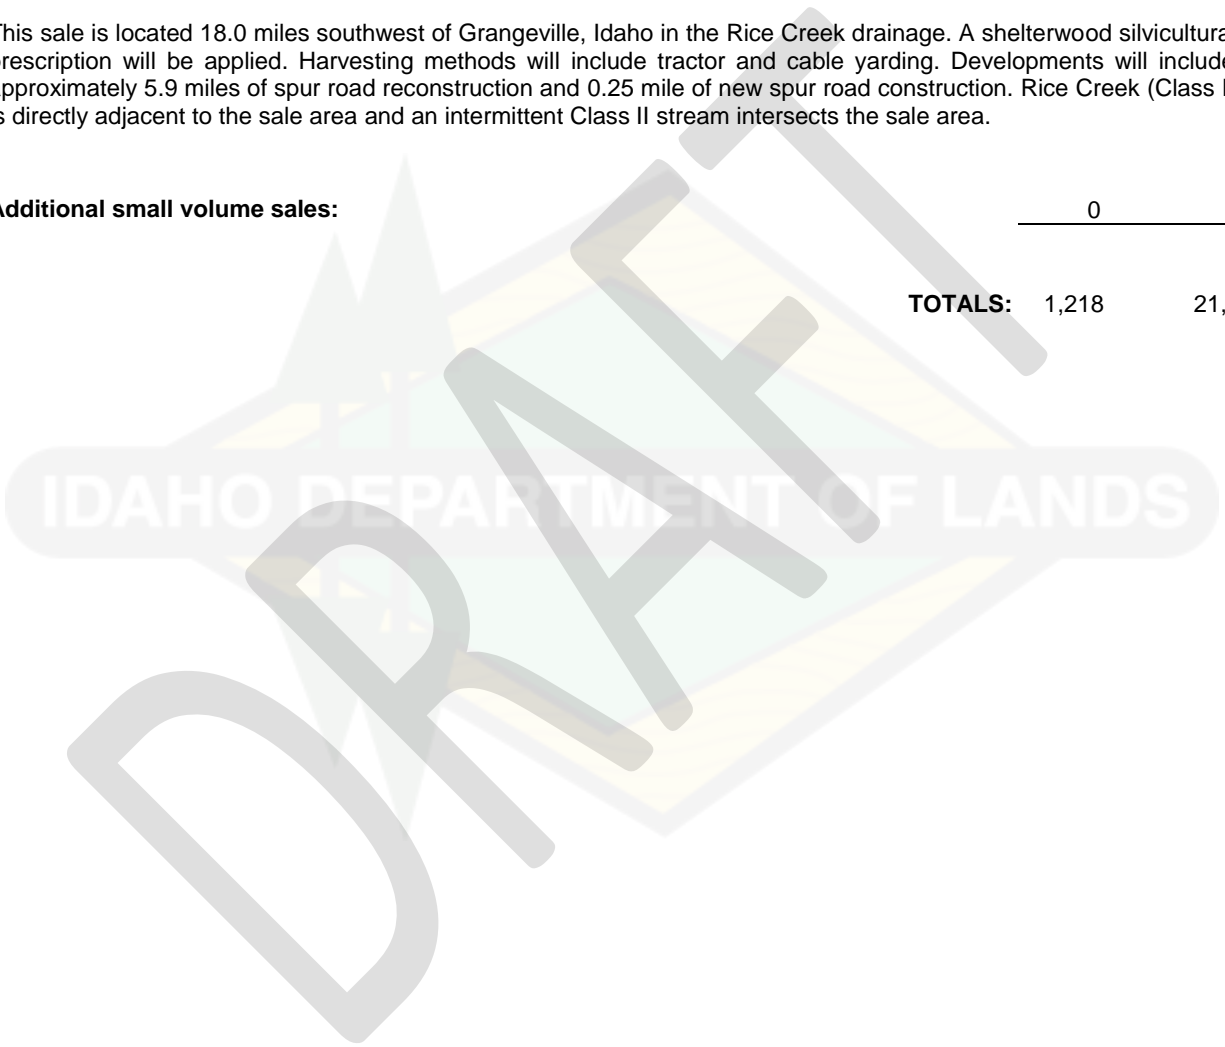 This sale is located 18.0 miles southwest of Grangeville, Idaho in the Rice Creek drainage. A shelterwood silvicultura
prescription will be applied. Harvesting methods will include tractor and cable yarding. Developments will include
approximately 5.9 miles of spur road reconstruction and 0.25 mile of new spur road construction. Rice Creek (Class I
is directly adjacent to the sale area and an intermittent Class II stream intersects the sale area.
Additional small volume sales: 0
TOTALS: 1,218 21,
IDAHO DEPARTMENT OF LANDS
DRAFT